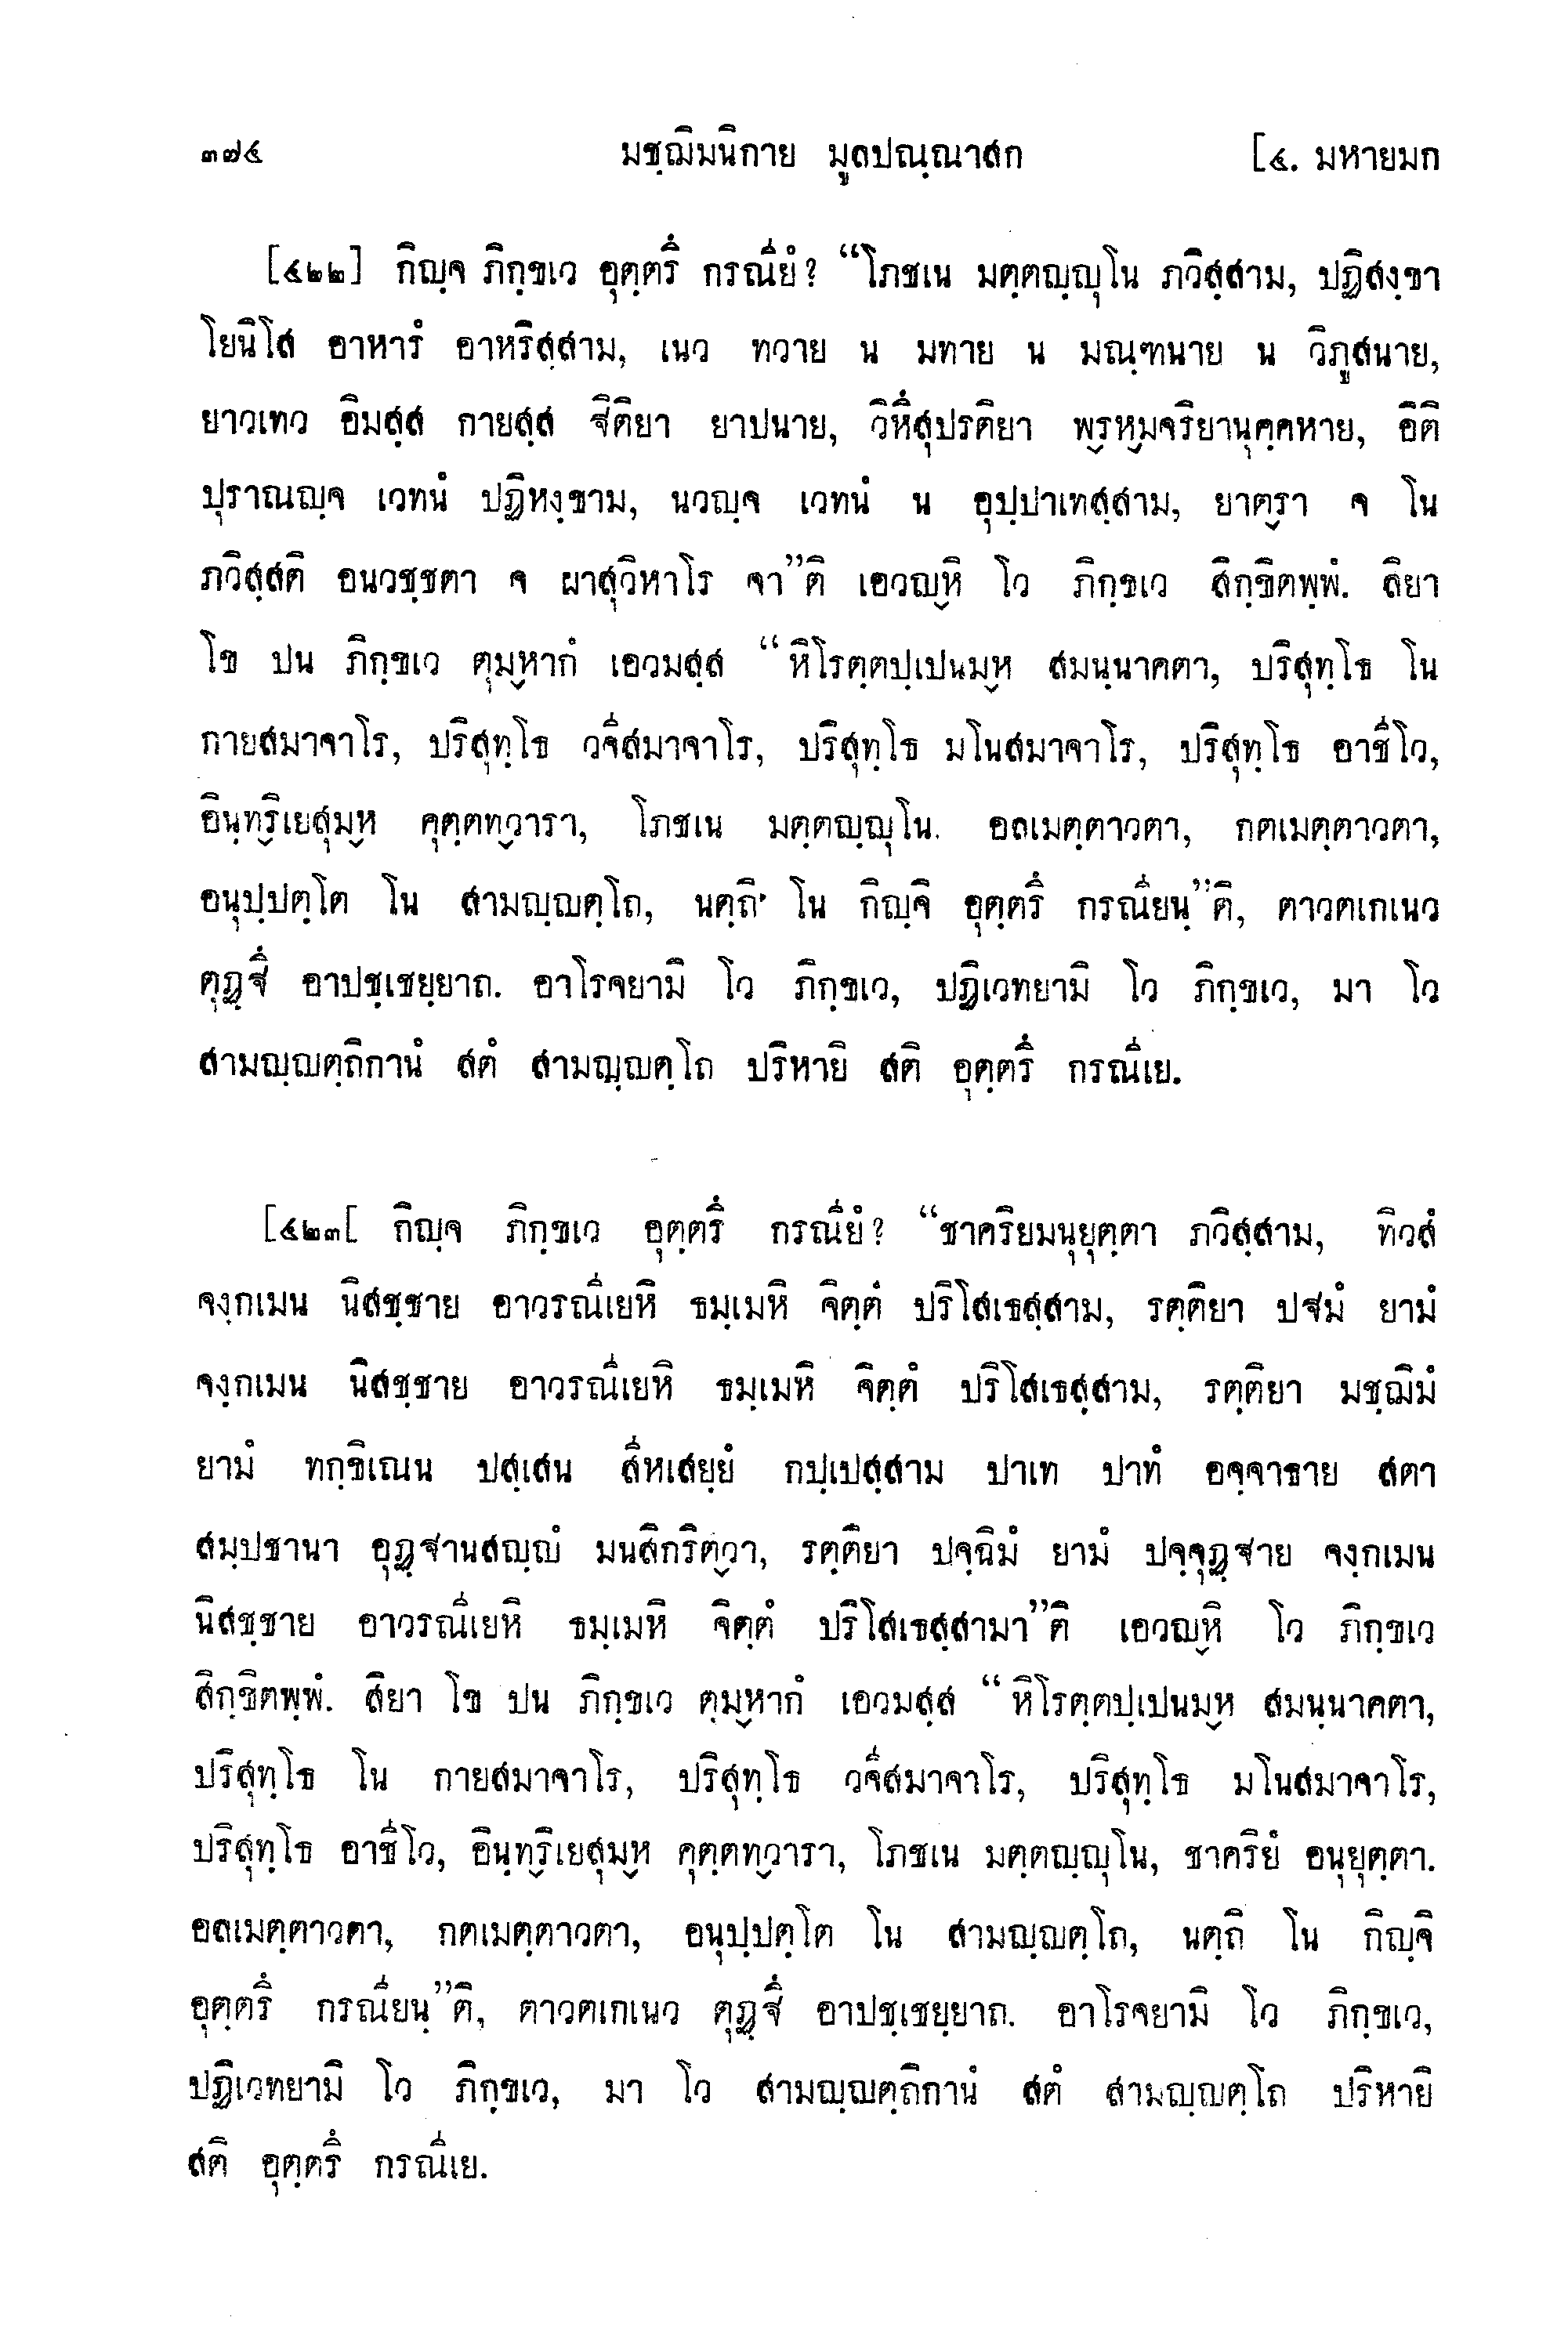 ๓๗๔ มชฺฌิมนิกาย มูลปณฺณาสก [๔. มหายมก
[๔๒๒] กิญฺจ ภิกฺขเว อุตฺตรึ กรณียํ? “โภชเน มตฺตญฺญุโน ภวิสฺสาม, ปฏิสงฺขา
โยนิโส อาหารํ อาหริสฺสาม, เนว ทวาย น มทาย น มณฺฑนาย น วิภูสนาย,
ยาวเทว อิมสฺส กายสฺส ฐิติยา ยาปนาย, วิหึสุปรติยา พฺรหฺมจริยานุคฺคหาย, อิติ
ปุราณญฺจ เวทนํ ปฏิหงฺขาม, นวญฺจ เวทนํ น อุปฺปาเทสฺสาม, ยาตฺรา จ โน
ภวิสฺสติ อนวชฺชตา จ ผาสุวิหาโร จา”ติ เอวญฺหิ โว ภิกฺขเว สิกฺขิตพฺพํ. สิยา
โข ปน ภิกฺขเว ตุมฺหากํ เอวมสฺส “หิโรตฺตปฺเปนมฺห สมนฺนาคตา, ปริสุทฺโธ โน
กายสมาจาโร, ปริสุทฺโธ วจีสมาจาโร, ปริสุทฺโธ มโนสมาจาโร, ปริสุทฺโธ อาชีโว,
อินฺทฺริเยสุมฺห คุตฺตทฺวารา, โภชเน มตฺตญฺญุโน. อลเมตฺตาวตา, กตเมตฺตาวตา,
อนุปฺปตฺโต โน สามญฺญตฺโถ, นตฺถิ โน กิญฺจิ อุตฺตรึ กรณียนฺ”ติ, ตาวตเกเนว
ตุฏฺฐึ อาปชฺเชยฺยาถ. อาโรจยามิ โว ภิกฺขเว, ปฏิเวทยามิ โว ภิกฺขเว, มา โว
สามญฺญตฺถิกานํ สตํ สามญฺญตฺโถ ปริหายิ สติ อุตฺตรึ กรณีเย.
[๔๒๓[ กิญฺจ ภิกฺขเว อุตฺตรึ กรณียํ? “ชาคริยมนุยุตฺตา ภวิสฺสาม, ทิวสํ
จงฺกเมน นิสชฺชาย อาวรณีเยหิ ธมฺเมหิ จิตฺตํ ปริโสเธสฺสาม, รตฺติยา ปฐมํ ยามํ
จงฺกเมน นิสชฺชาย อาวรณีเยหิ ธมฺเมหิ จิตฺตํ ปริโสเธสฺสาม, รตฺติยา มชฺฌิมํ
ยามํ ทกฺขิเณน ปสฺเสน สีหเสยฺยํ กปฺเปสฺสาม ปาเท ปาทํ อจฺจาธาย สตา
สมฺปชานา อุฏฺฐานสญฺญํ มนสิกริตฺวา, รตฺติยา ปจฺฉิมํ ยามํ ปจฺจุฏฺฐาย จงฺกเมน
นิสชฺชาย อาวรณีเยหิ ธมฺเมหิ จิตฺตํ ปริโสเธสฺสามา”ติ เอวญฺหิ โว ภิกฺขเว
สิกฺขิตพฺพํ. สิยา โข ปน ภิกฺขเว ตุมฺหากํ เอวมสฺส “หิโรตฺตปฺเปนมฺห สมนฺนาคตา,
ปริสุทฺโธ โน กายสมาจาโร, ปริสุทฺโธ วจีสมาจาโร, ปริสุทฺโธ มโนสมาจาโร,
ปริสุทฺโธ อาชีโว, อินฺทฺริเยสุมฺห คุตฺตทฺวารา, โภชเน มตฺตญฺญุโน, ชาคริยํ อนุยุตฺตา.
อลเมตฺตาวตา, กตเมตฺตาวตา, อนุปฺปตฺโต โน สามญฺญตฺโถ, นตฺถิ โน กิญฺจิ
อุตฺตรึ กรณียนฺ”ติ, ตาวตเกเนว ตุฏฺฐึ อาปชฺเชยฺยาถ. อาโรจยามิ โว ภิกฺขเว,
ปฏิเวทยามิ โว ภิกฺขเว, มา โว สามญฺญตฺถิกานํ สตํ สามญฺญตฺโถ ปริหายิ
สติ อุตฺตรึ กรณีเย.